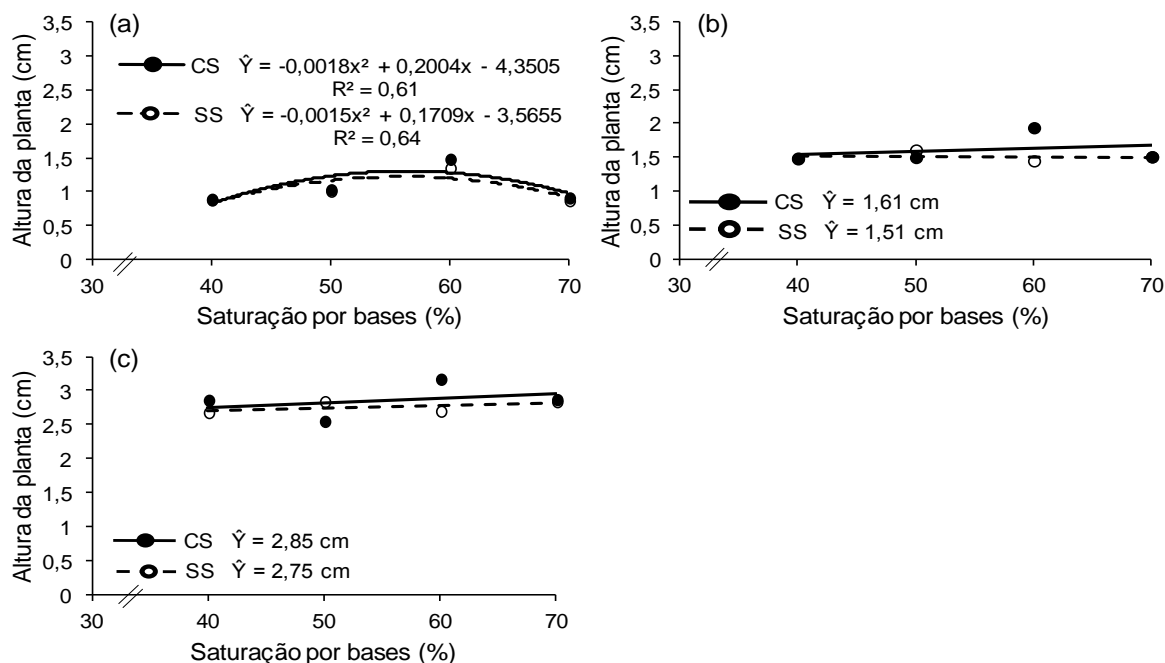 (a)
Altura da planta (cm)
3,5
3
2,5
2
1,5
1
0,5
0
CS Ŷ = -0,0018x² + 0,2004x - 4,3505
R² = 0,61
SS Ŷ = -0,0015x² + 0,1709x - 3,5655
R² = 0,64
30 40 50 60 70
Saturação por bases (%)
(b)
Altura da planta (cm)
3,5
3
2,5
2
1,5
1
0,5
0
CS Ŷ = 1,61 cm
SS Ŷ = 1,51 cm
30 40 50 60 70
Saturação por bases (%)
(c)
Altura da planta (cm)
3,5
3
2,5
2
1,5
1
0,5
0
CS Ŷ = 2,85 cm
SS Ŷ = 2,75 cm
30 40 50 60 70
Saturação por bases (%)